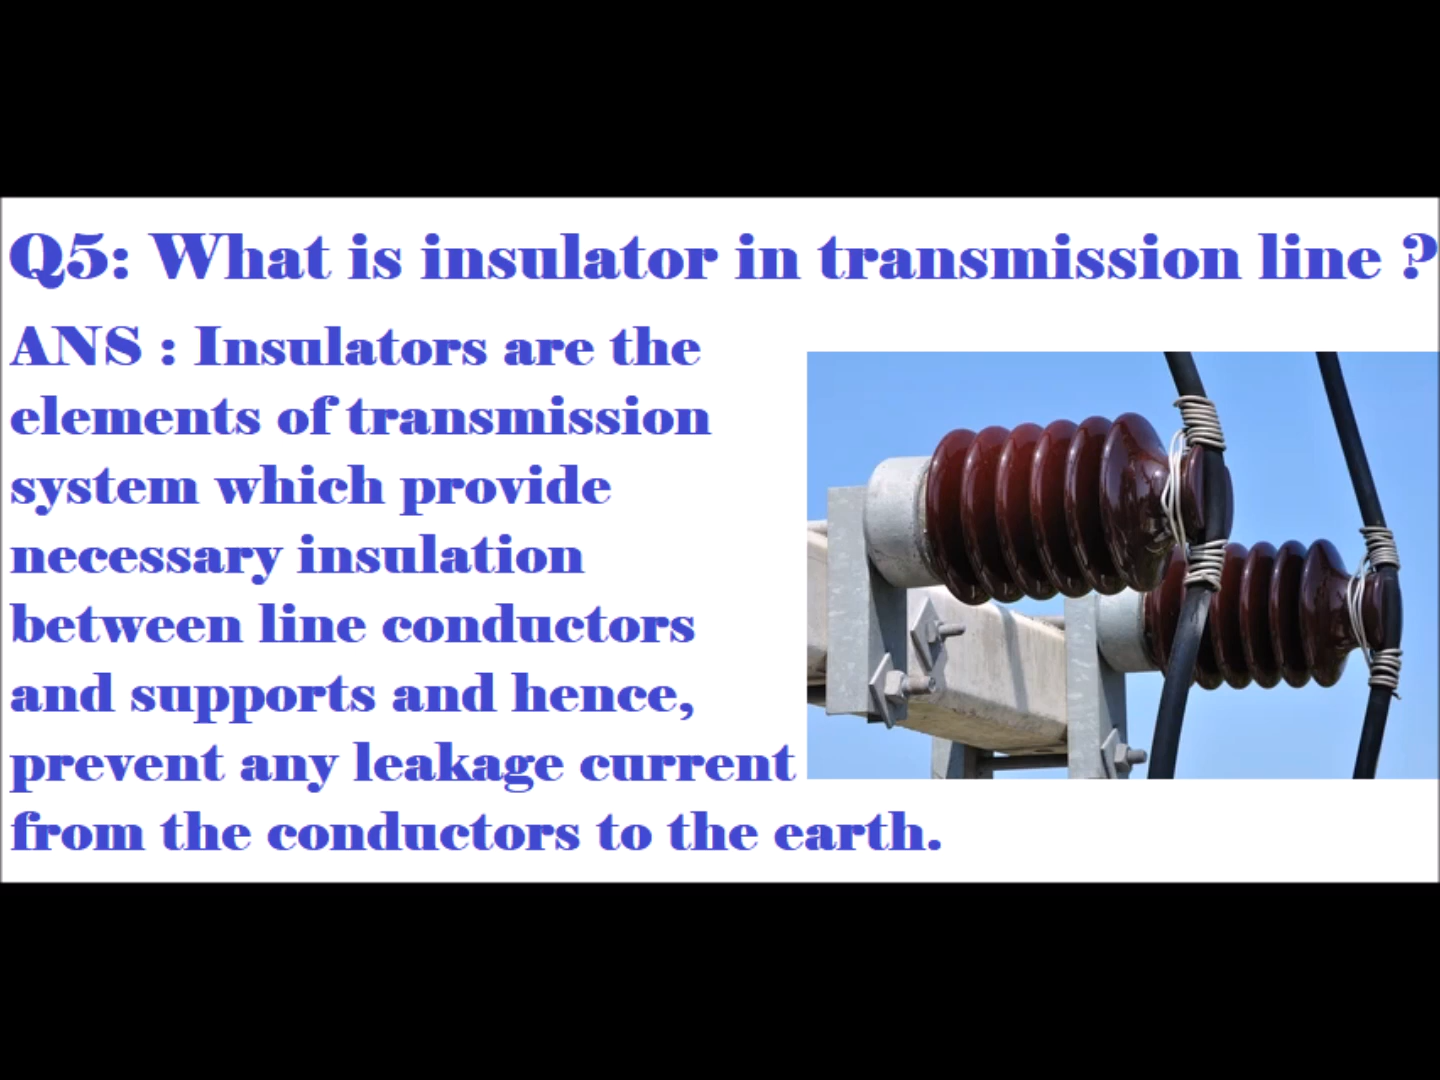 Q5: What is insulator in transmission line ?
ANS : Insulators are the
elements of transmission
system which provide
necessary insulation
between line conductors
and supports and hence,
prevent any leakage current
from the conductors to the earth.